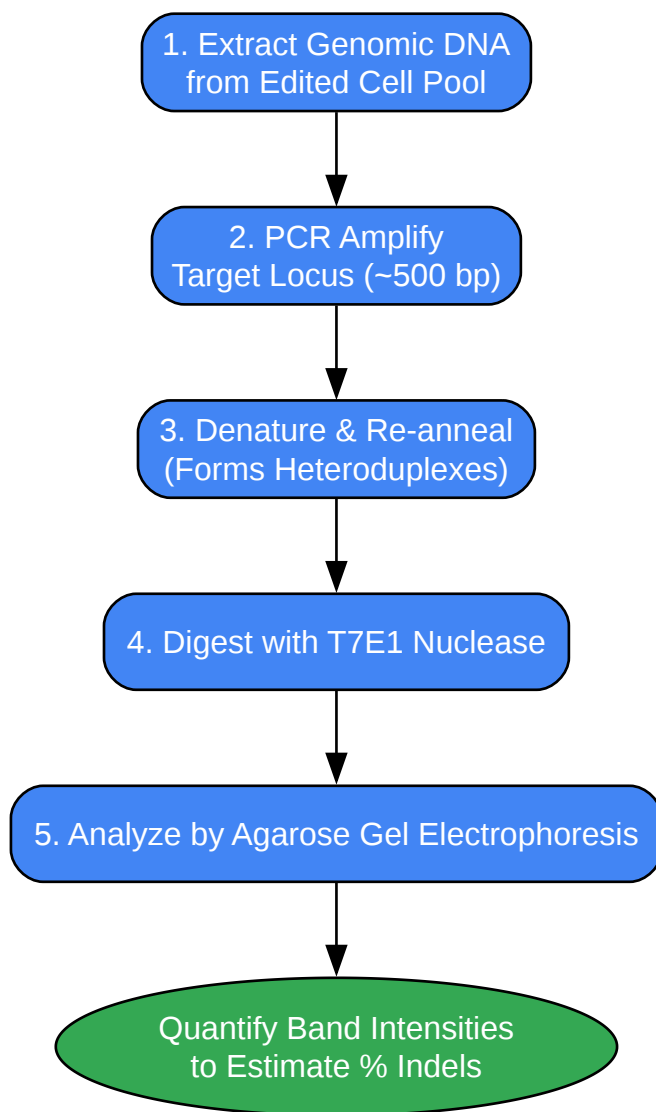 1. Extract Genomic DNA
from Edited Cell Pool
2. PCR Amplify
Target Locus (~500 bp)
3. Denature & Re-anneal
(Forms Heteroduplexes)
4. Digest with T7E1 Nuclease
5. Analyze by Agarose Gel Electrophoresis
Quantify Band Intensities
to Estimate % Indels